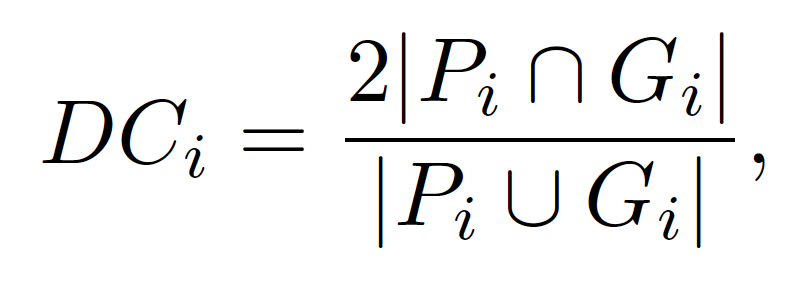 DC_i = \frac{2|P_i \cap G_i|}{|P_i \cup G_i|},